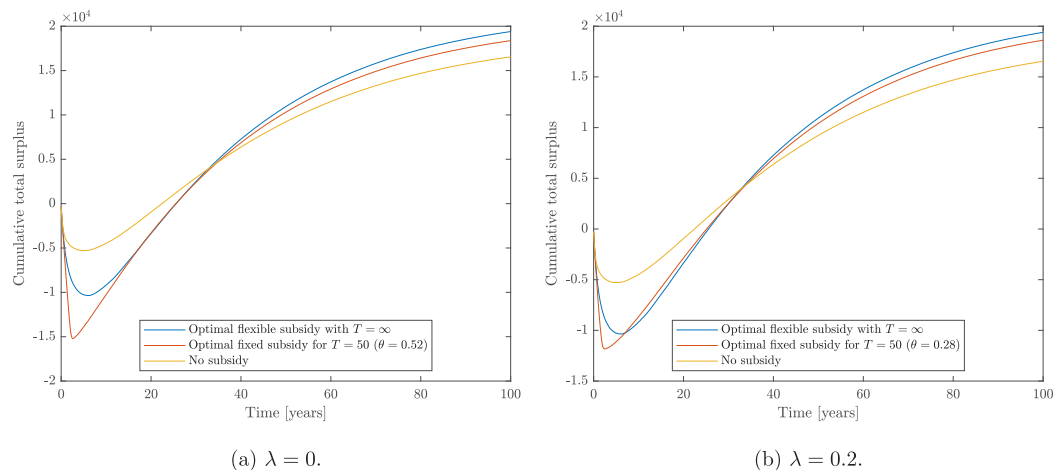 ×10⁴
2
1.5
1
0.5
0
-0.5
-1
-1.5
-2
Cumulative total surplus
Optimal flexible subsidy with T = ∞
Optimal fixed subsidy for T = 50 (θ = 0.52)
No subsidy
0
20
40
60
80
100
Time [years]
(a) λ = 0.
×10⁴
2
1.5
1
0.5
0
-0.5
-1
-1.5
Cumulative total surplus
Optimal flexible subsidy with T = ∞
Optimal fixed subsidy for T = 50 (θ = 0.28)
No subsidy
0
20
40
60
80
100
Time [years]
(b) λ = 0.2.